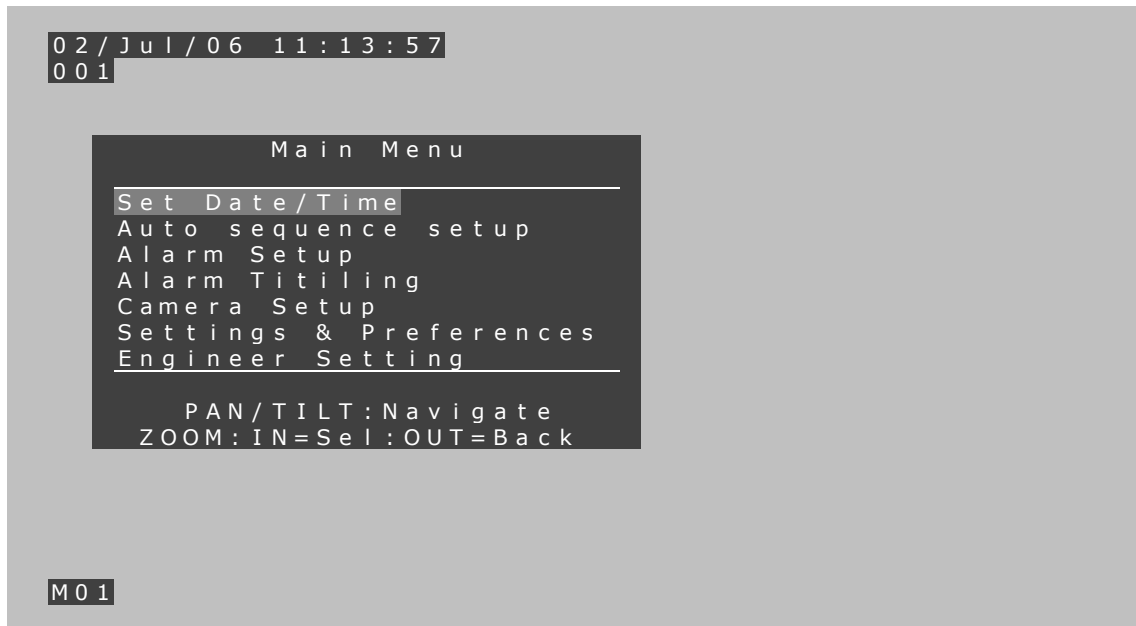 02/Jul/06 11:13:57
001
Main Menu
Set Date/Time
Auto sequence setup
Alarm Setup
Alarm Titiling
Camera Setup
Settings & Preferences
Engineer Setting
PAN/TILT:Navigate
ZOOM:IN=Sel:OUT=Back
M01